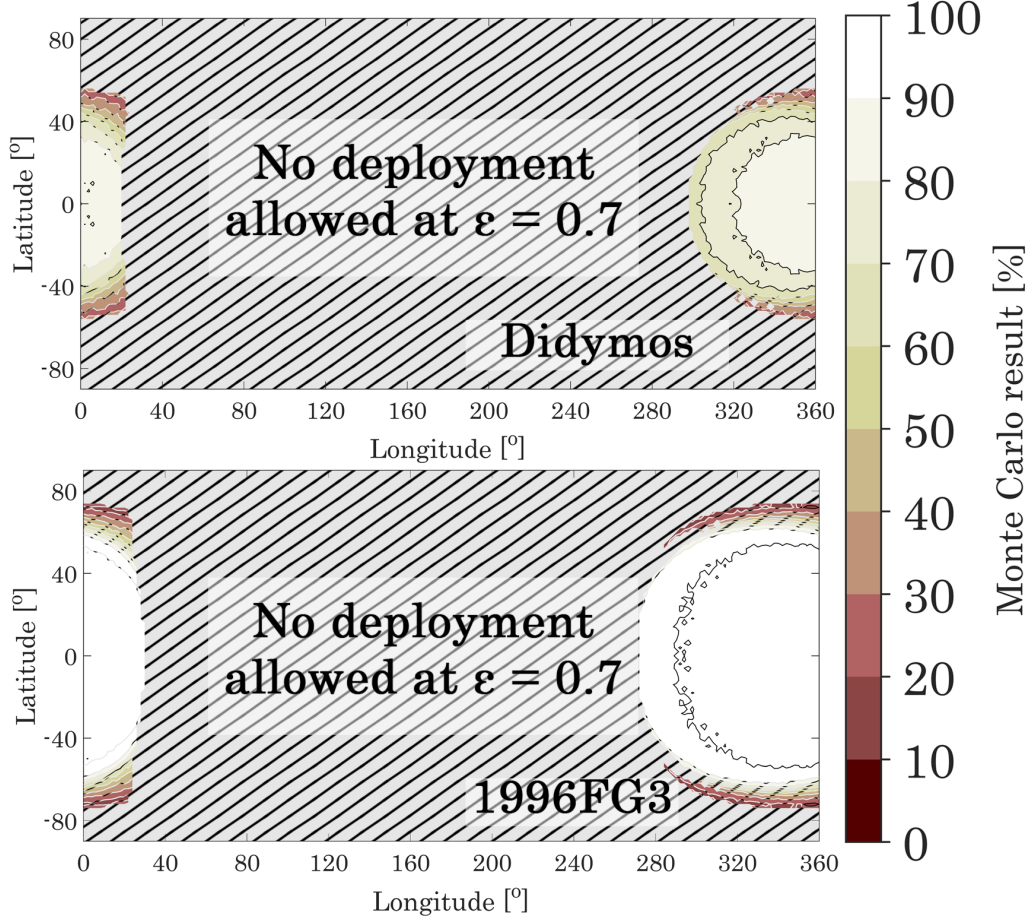 80
40
0
-40
-80
Latitude [º]
No deployment
allowed at ε = 0.7
Didymos
0 40 80 120 160 200 240 280 320 360
Longitude [º]
80
40
0
-40
-80
Latitude [º]
No deployment
allowed at ε = 0.7
1996FG3
0 40 80 120 160 200 240 280 320 360
Longitude [º]
100
90
80
70
60
50
40
30
20
10
0
Monte Carlo result [%]